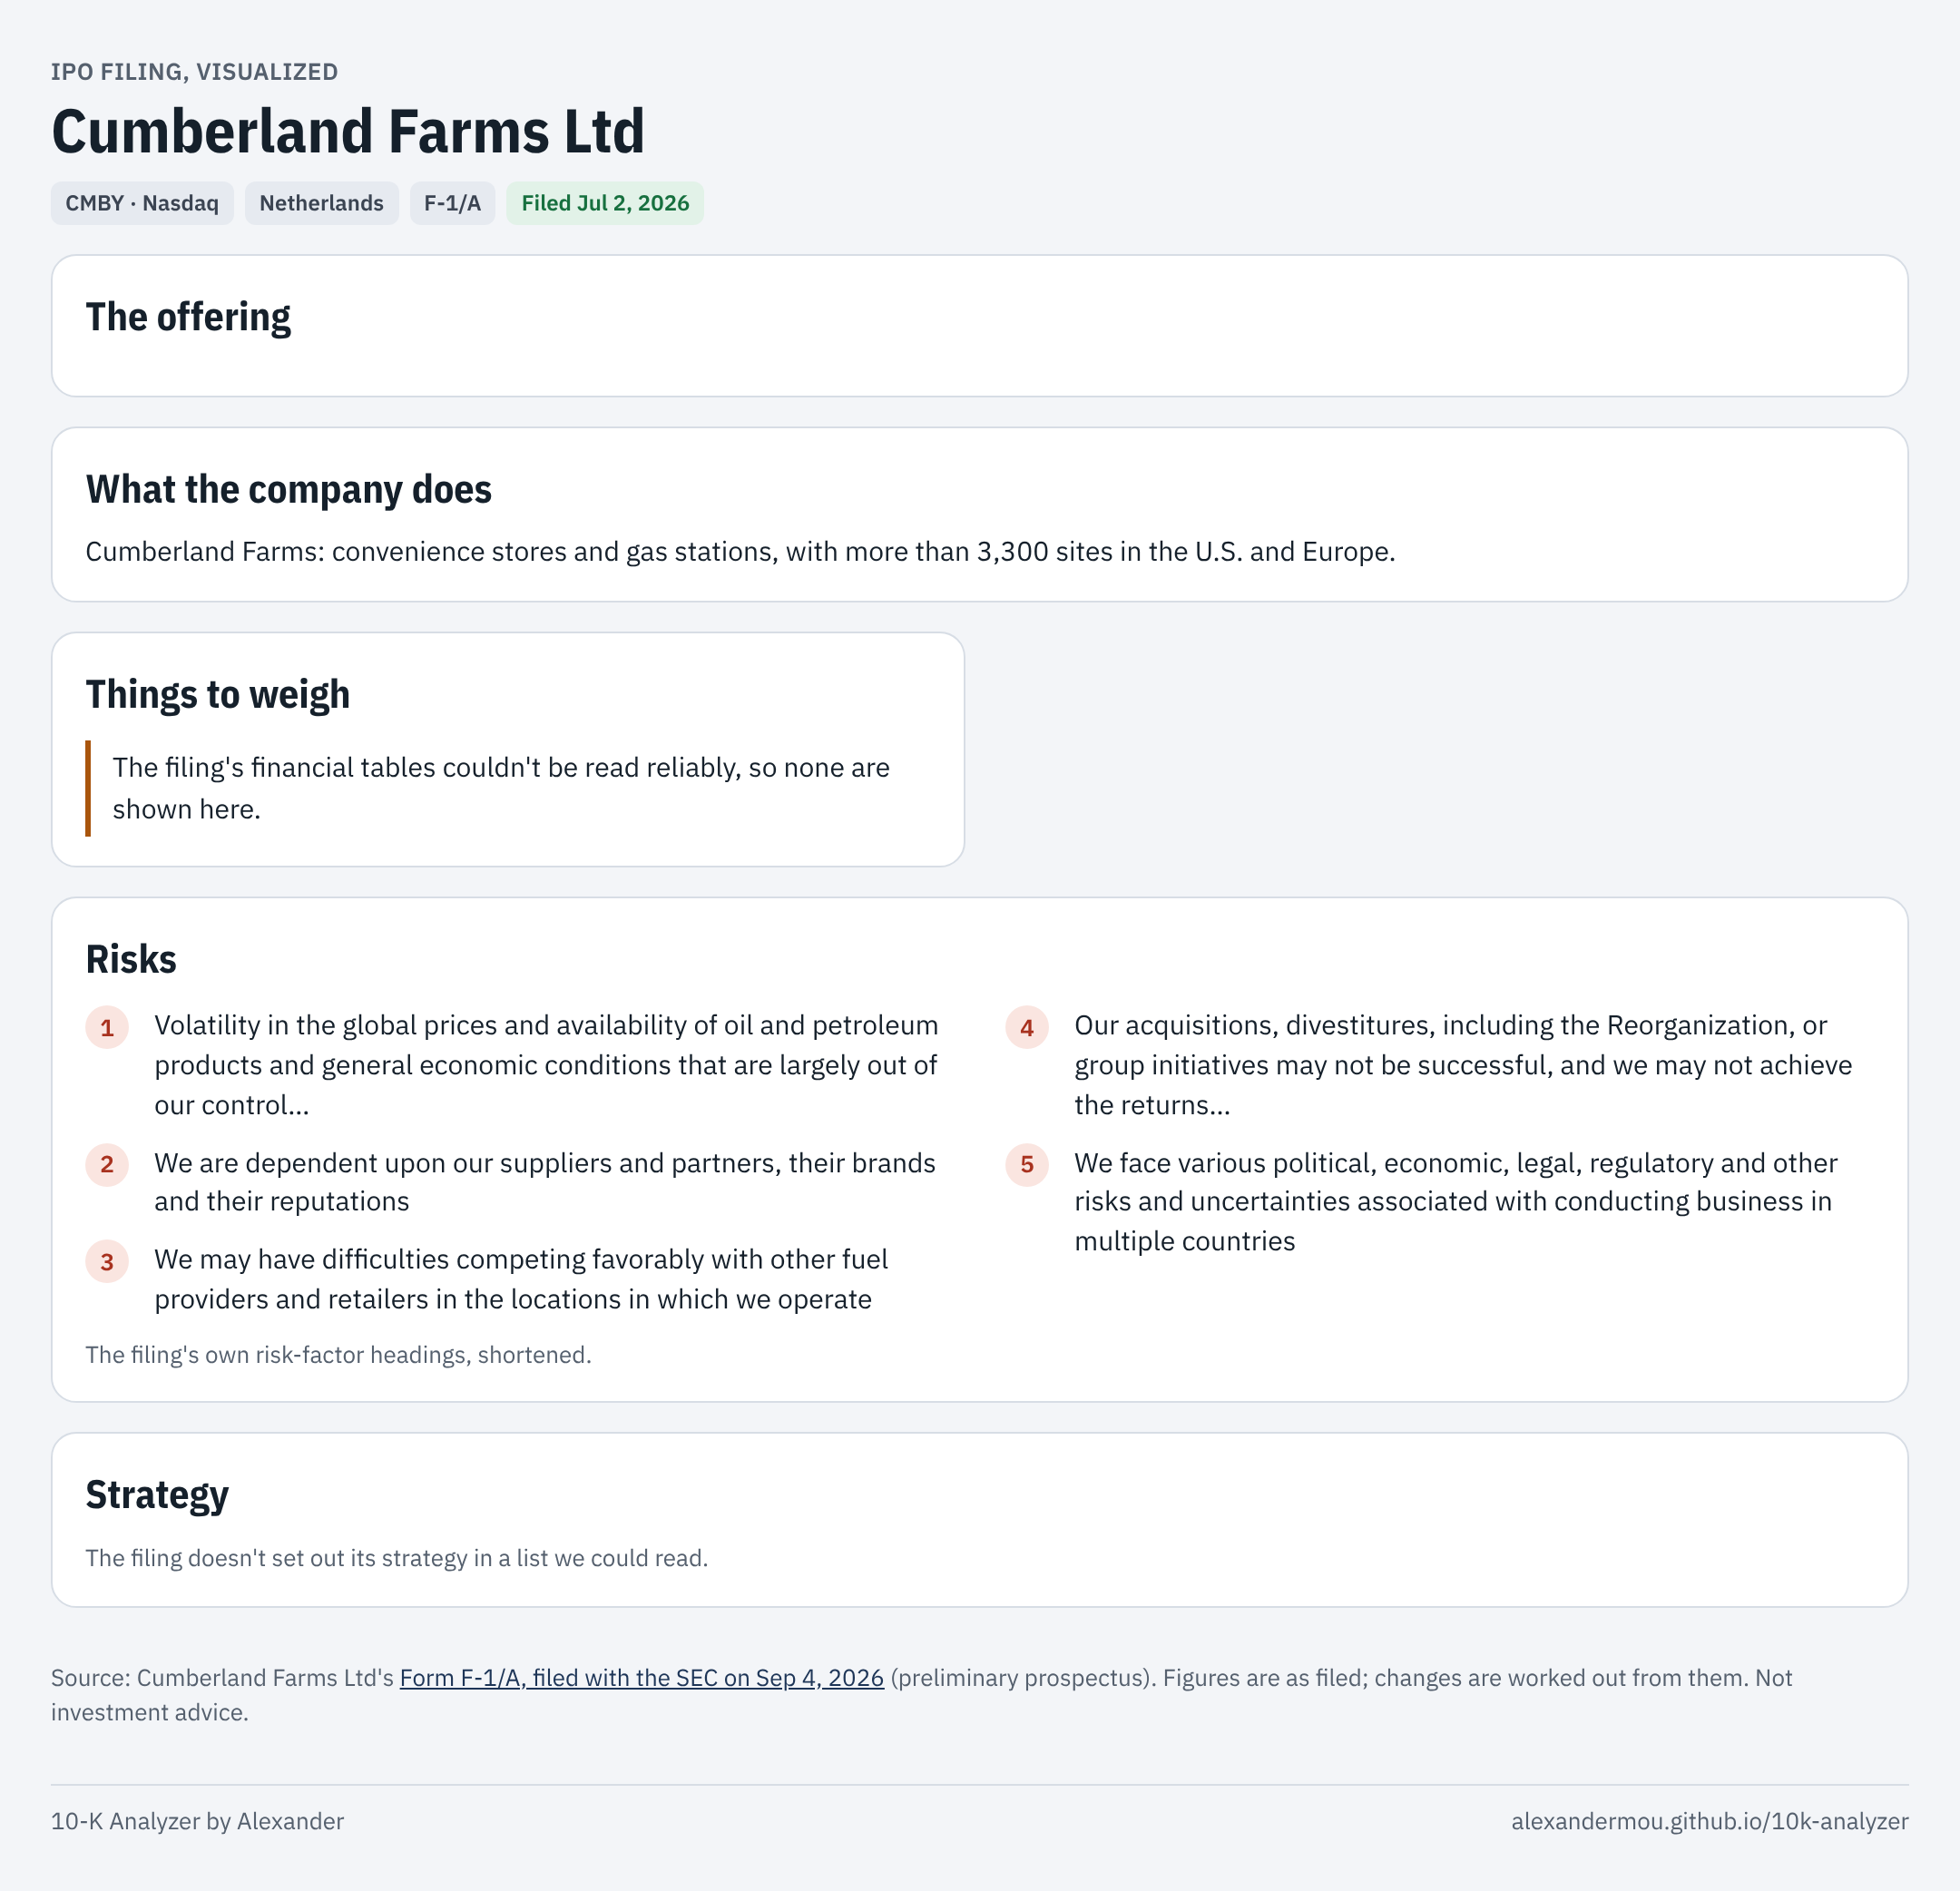 IPO FILING, VISUALIZED
Cumberland Farms Ltd
CMBY · Nasdaq
Netherlands
F-1/A
Filed Jul 2, 2026
The offering
What the company does
Cumberland Farms: convenience stores and gas stations, with more than 3,300 sites in the U.S. and Europe.
Things to weigh
The filing's financial tables couldn't be read reliably, so none are
shown here.
Risks
1
Volatility in the global prices and availability of oil and petroleum
products and general economic conditions that are largely out of
our control…
2
We are dependent upon our suppliers and partners, their brands
and their reputations
3
We may have difficulties competing favorably with other fuel
providers and retailers in the locations in which we operate
4
Our acquisitions, divestitures, including the Reorganization, or
group initiatives may not be successful, and we may not achieve
the returns…
5
We face various political, economic, legal, regulatory and other
risks and uncertainties associated with conducting business in
multiple countries
The filing's own risk-factor headings, shortened.
Strategy
The filing doesn't set out its strategy in a list we could read.
Source: Cumberland Farms Ltd's Form F-1/A, filed with the SEC on Sep 4, 2026 (preliminary prospectus). Figures are as filed; changes are worked out from them. Not
investment advice.
10-K Analyzer by Alexander
alexandermou.github.io/10k-analyzer